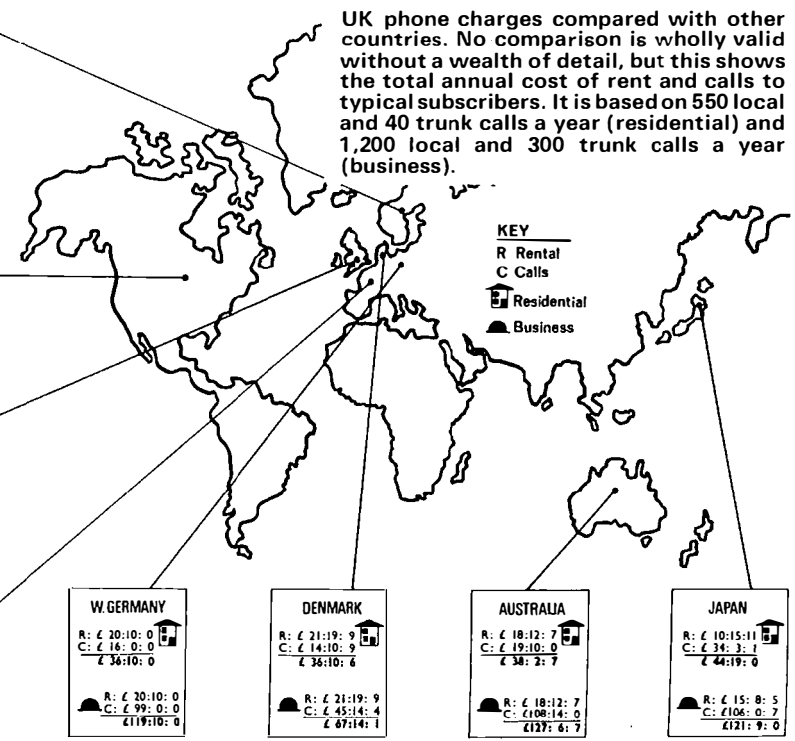 UK phone charges compared with other
countries. No comparison is wholly valid
without a wealth of detail, but this shows
the total annual cost of rent and calls to
typical subscribers. It is based on 550 local
and 40 trunk calls a year (residential) and
1,200 local and 300 trunk calls a year
(business).
KEY
R Rental
C Calls
Residential
Business
W. GERMANY
R: £ 20:10: 0
C: £ 16: 0: 0
£ 36:10: 0
R: £ 20:10: 0
C: £ 99: 0: 0
£119:10: 0
DENMARK
R: £ 21:19: 9
C: £ 14:10: 9
£ 36:10: 6
R: £ 21:19: 9
C: £ 45:14: 4
£ 67:14: 1
AUSTRALIA
R: £ 18:12: 7
C: £ 19:10: 0
£ 38: 2: 7
R: £ 18:12: 7
C: £108:14: 0
£127: 6: 7
JAPAN
R: £ 10:15:11
C: £ 34: 3: 1
£ 44:19: 0
R: £ 15: 8: 5
C: £106: 0: 7
£121: 9: 0